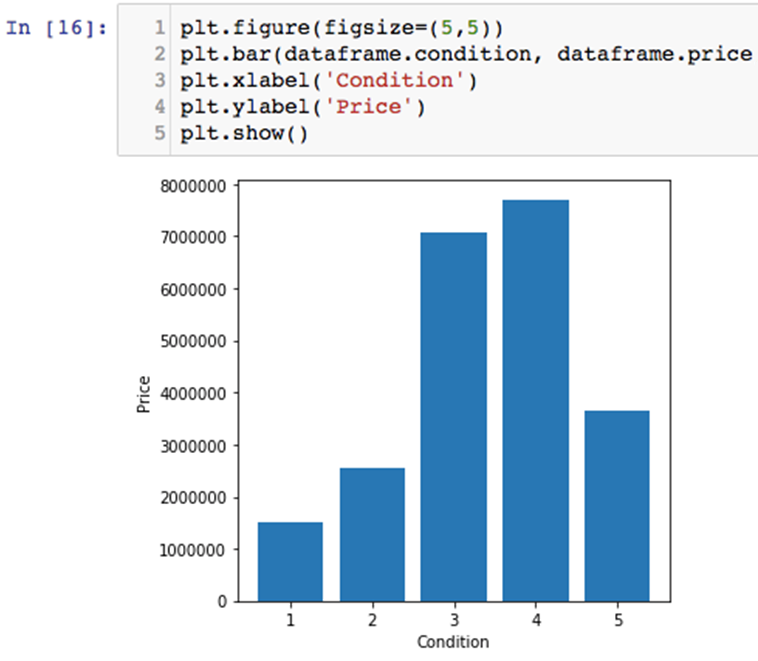 In [16]:
1 plt.figure(figsize=(5,5))
2 plt.bar(dataframe.condition, dataframe.price
3 plt.xlabel('Condition')
4 plt.ylabel('Price')
5 plt.show()
8000000
7000000
6000000
5000000
4000000
3000000
2000000
1000000
0
Price
1 2 3 4 5
Condition